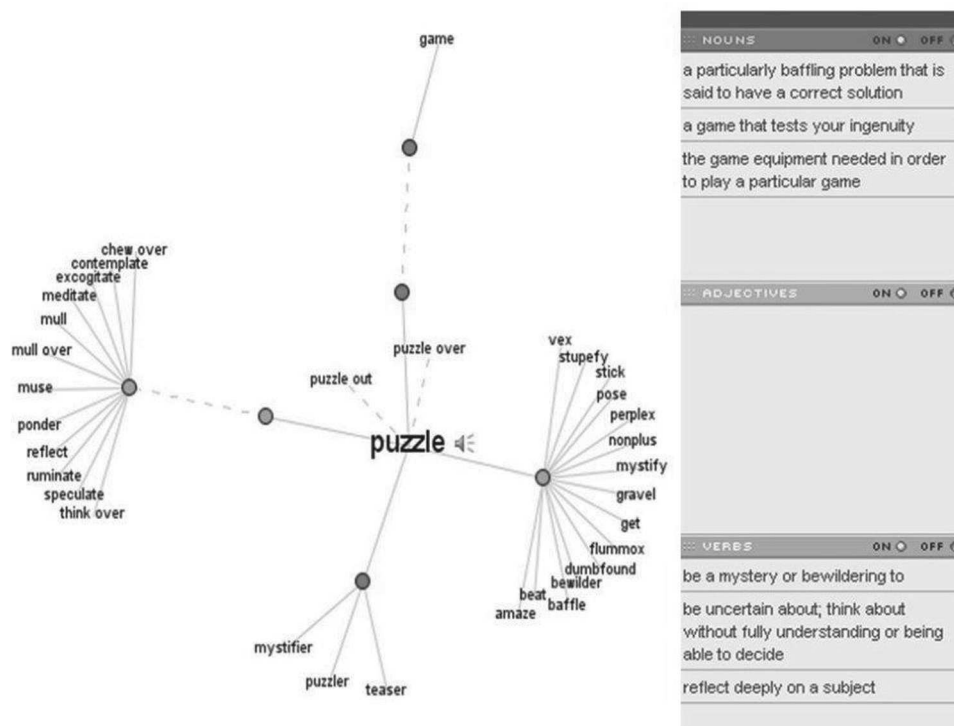 game
chew over
contemplate
excogitate
meditate
mull
mull over
muse
ponder
reflect
ruminate
speculate
think over
puzzle over
puzzle out
puzzle
vex
stupefy
stick
pose
perplex
nonplus
mystify
gravel
get
flummox
dumbfound
bewilder
baffle
beat
amaze
mystifier
puzzler
teaser
NOUNS ON OFF
a particularly baffling problem that is
said to have a correct solution
a game that tests your ingenuity
the game equipment needed in order
to play a particular game
ADJECTIVES ON OFF
VERBS ON OFF
be a mystery or bewildering to
be uncertain about; think about
without fully understanding or being
able to decide
reflect deeply on a subject